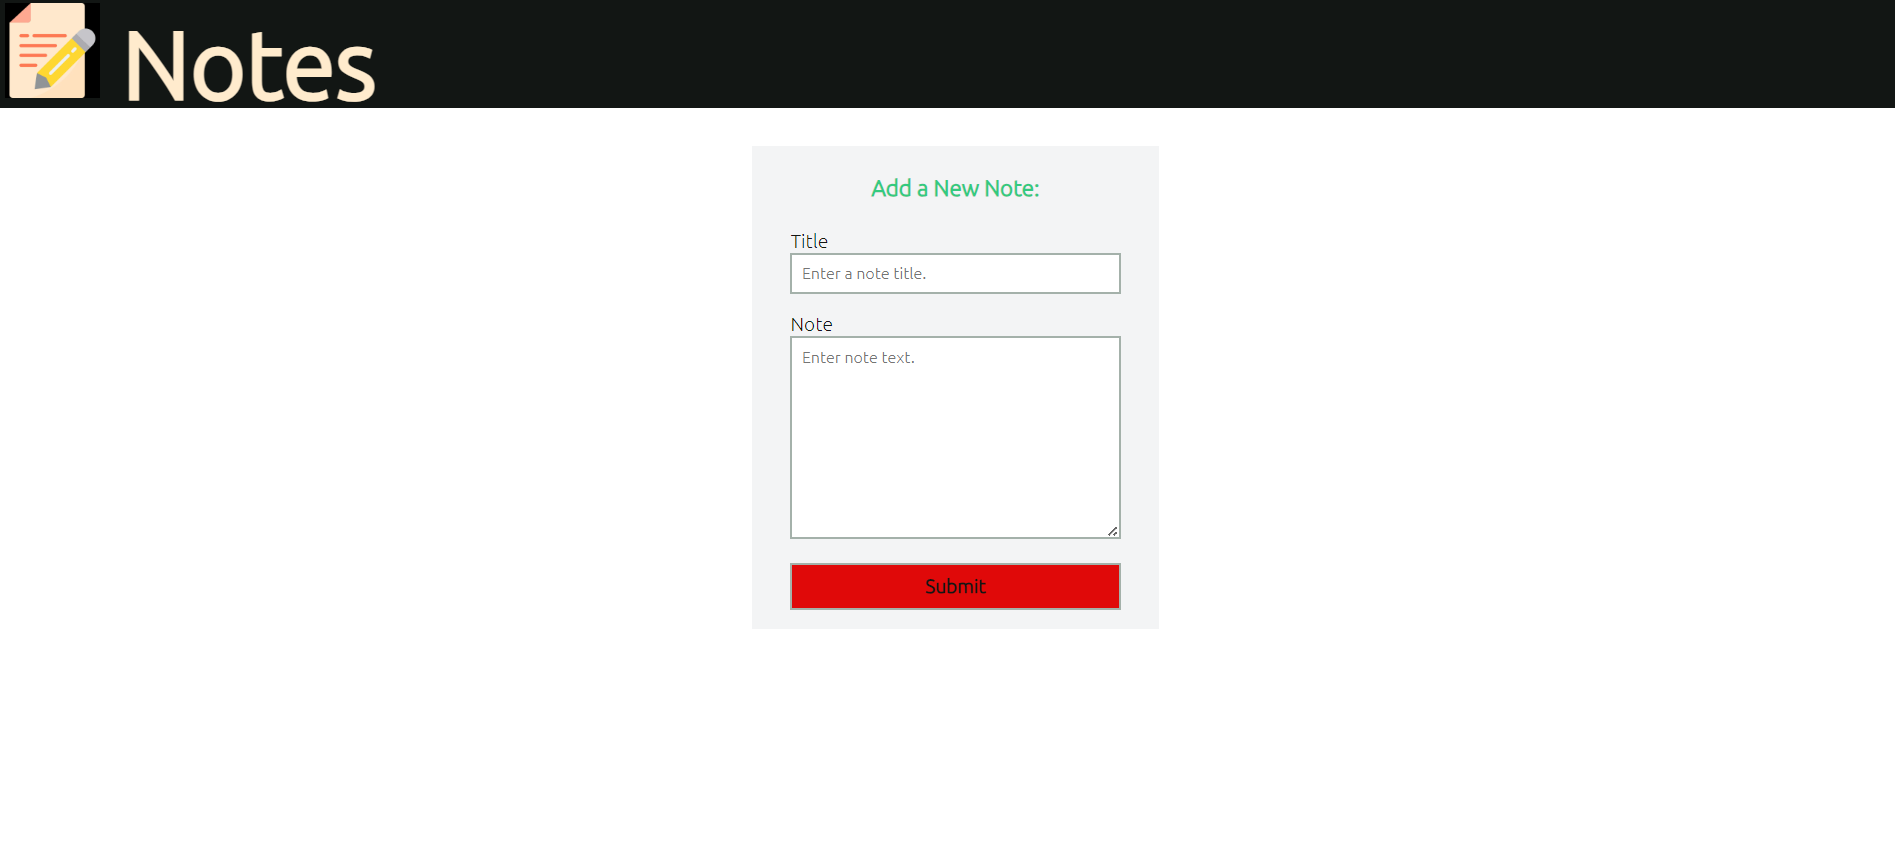 Notes
Add a New Note:
Title
Enter a note title.
Note
Enter note text.
Submit